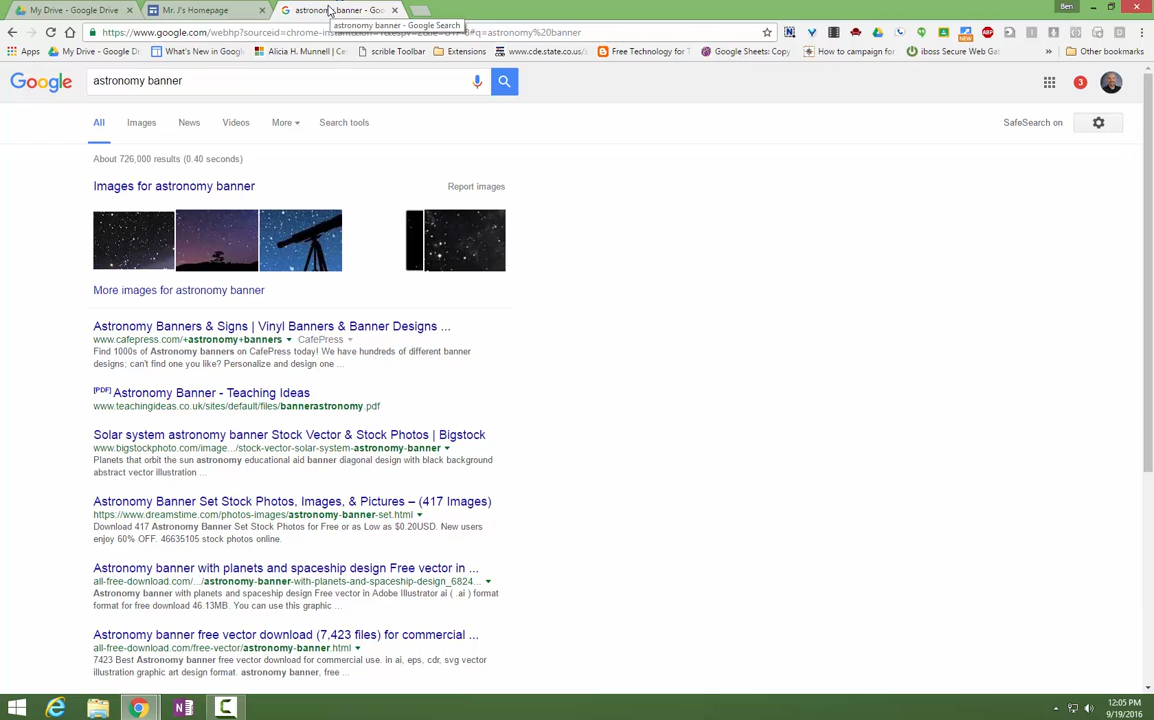 My Drive - Google Drive
Mr. J's Homepage
astronomy banner - Goo
Ben
astronomy banner - Google Search
https://www.google.com/webhp?sourceid=chrome-instant&ion=1&espv=2&ie=UTF-8#q=astronomy%20banner
Apps
My Drive - Google Dr
What's New in Googl
Alicia H. Munnell | Ce
scrible Toolbar
Extensions
www.cde.state.co.us/
Free Technology for T
Google Sheets: Copy
How to campaign for
iboss Secure Web Gat
Other bookmarks
Google
astronomy banner
3
All
Images
News
Videos
More
Search tools
SafeSearch on
About 726,000 results (0.40 seconds)
Images for astronomy banner
Report images
More images for astronomy banner
Astronomy Banners & Signs | Vinyl Banners & Banner Designs ...
www.cafepress.com/+astronomy+banners
CafePress
Find 1000s of Astronomy banners on CafePress today! We have hundreds of different banner
designs, can't find one you like? Personalize and design one ...
[PDF] Astronomy Banner - Teaching Ideas
www.teachingideas.co.uk/sites/default/files/bannerastronomy.pdf
Solar system astronomy banner Stock Vector & Stock Photos | Bigstock
www.bigstockphoto.com/image.../stock-vector-solar-system-astronomy-banner
Planets that orbit the sun astronomy educational aid banner diagonal design with black background
abstract vector illustration ...
Astronomy Banner Set Stock Photos, Images, & Pictures – (417 Images)
https://www.dreamstime.com/photos-images/astronomy-banner-set.html
Download 417 Astronomy Banner Set Stock Photos for Free or as Low as $0.20USD. New users
enjoy 60% OFF. 46635105 stock photos online.
Astronomy banner with planets and spaceship design Free vector in ...
all-free-download.com/.../astronomy-banner-with-planets-and-spaceship-design_6824...
Astronomy banner with planets and spaceship design Free vector in Adobe Illustrator ai ( .ai ) format
format for free download 46.13MB. You can use this graphic ...
Astronomy banner free vector download (7,423 files) for commercial ...
all-free-download.com/free-vector/astronomy-banner.html
7423 Best Astronomy banner free vector download for commercial use. in ai, eps, cdr, svg vector
illustration graphic art design format. astronomy banner, free ...
12:05 PM
9/19/2016